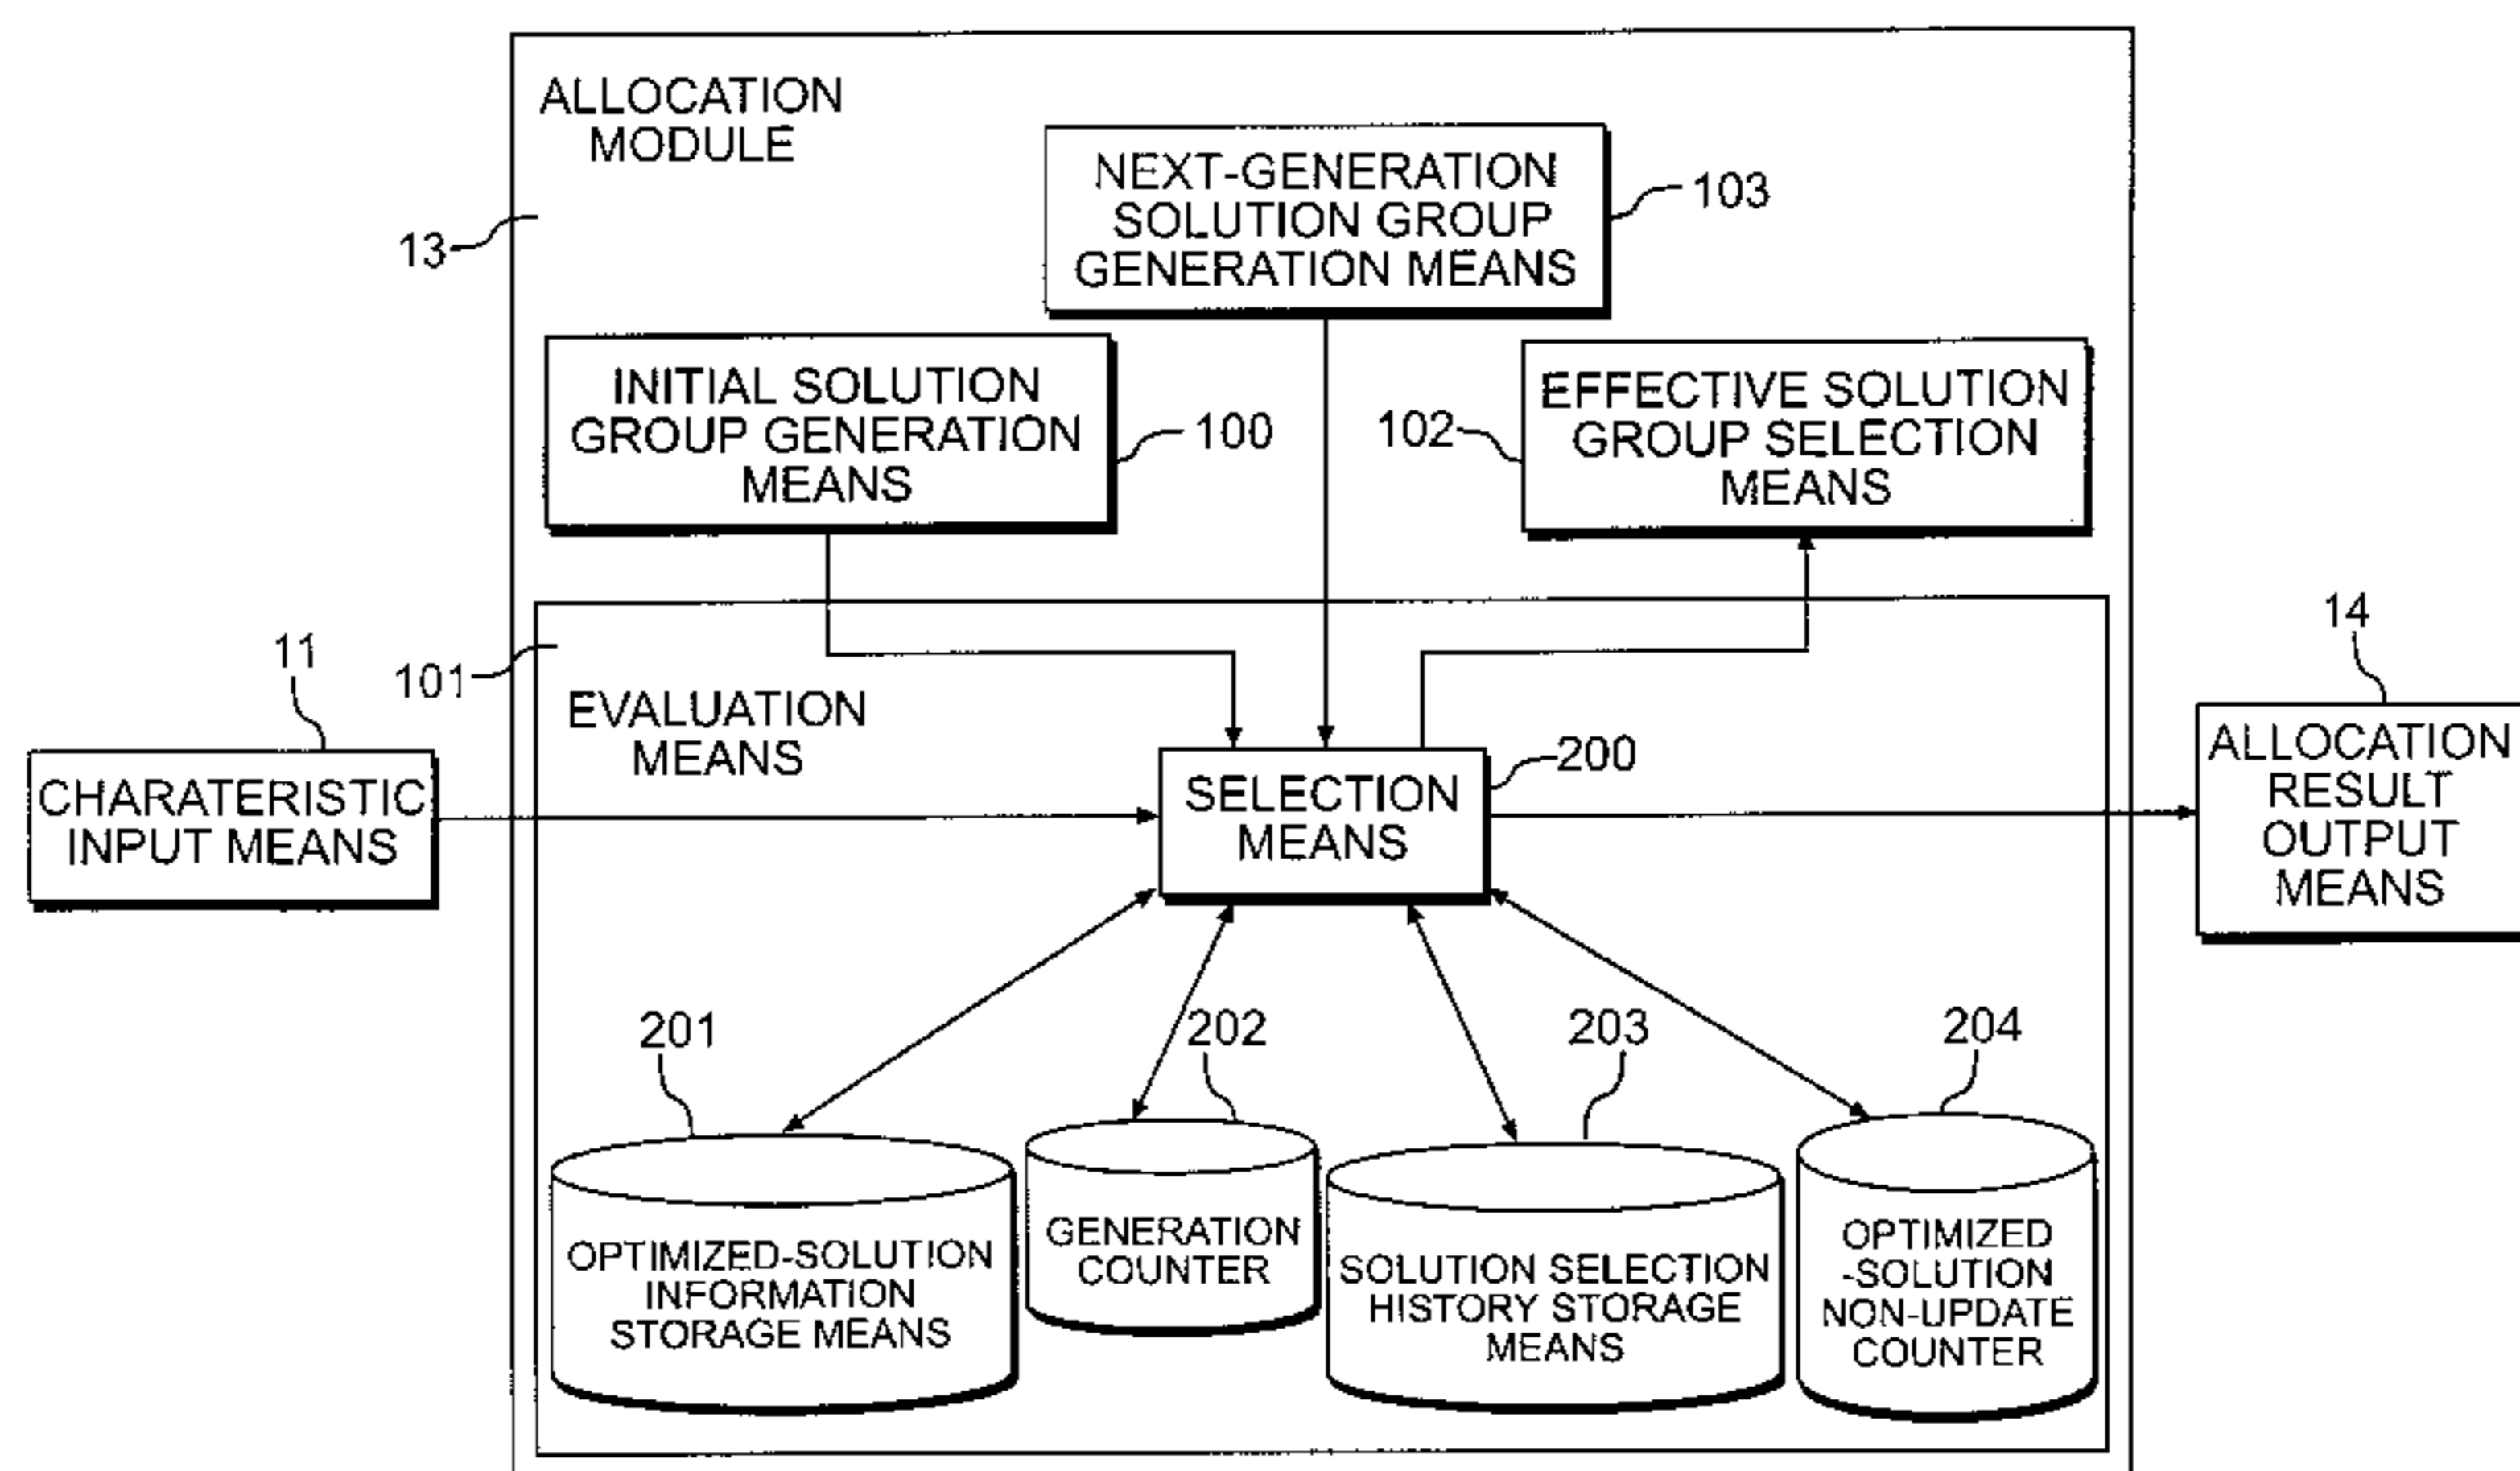 ALLOCATION
MODULE
13
NEXT-GENERATION
SOLUTION GROUP
GENERATION MEANS
103
INITIAL SOLUTION
GROUP GENERATION
MEANS
100
102
EFFECTIVE SOLUTION
GROUP SELECTION
MEANS
11
101
EVALUATION
MEANS
14
CHARATERISTIC
INPUT MEANS
SELECTION
MEANS
200
ALLOCATION
RESULT
OUTPUT
MEANS
201
202
203
204
OPTIMIZED-SOLUTION
INFORMATION
STORAGE MEANS
GENERATION
COUNTER
SOLUTION SELECTION
HISTORY STORAGE
MEANS
OPTIMIZED
-SOLUTION
NON-UPDATE
COUNTER